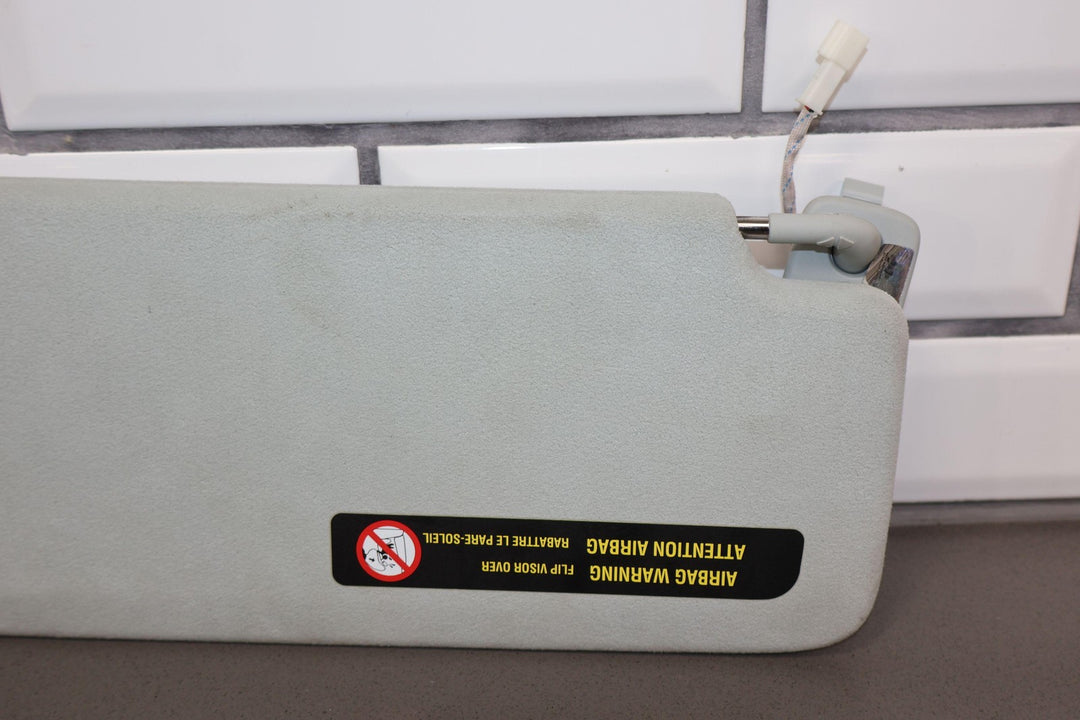 AIRBAG WARNING FLIP VISOR OVER
ATTENTION AIRBAG RABATTRE LE PARE-SOLEIL